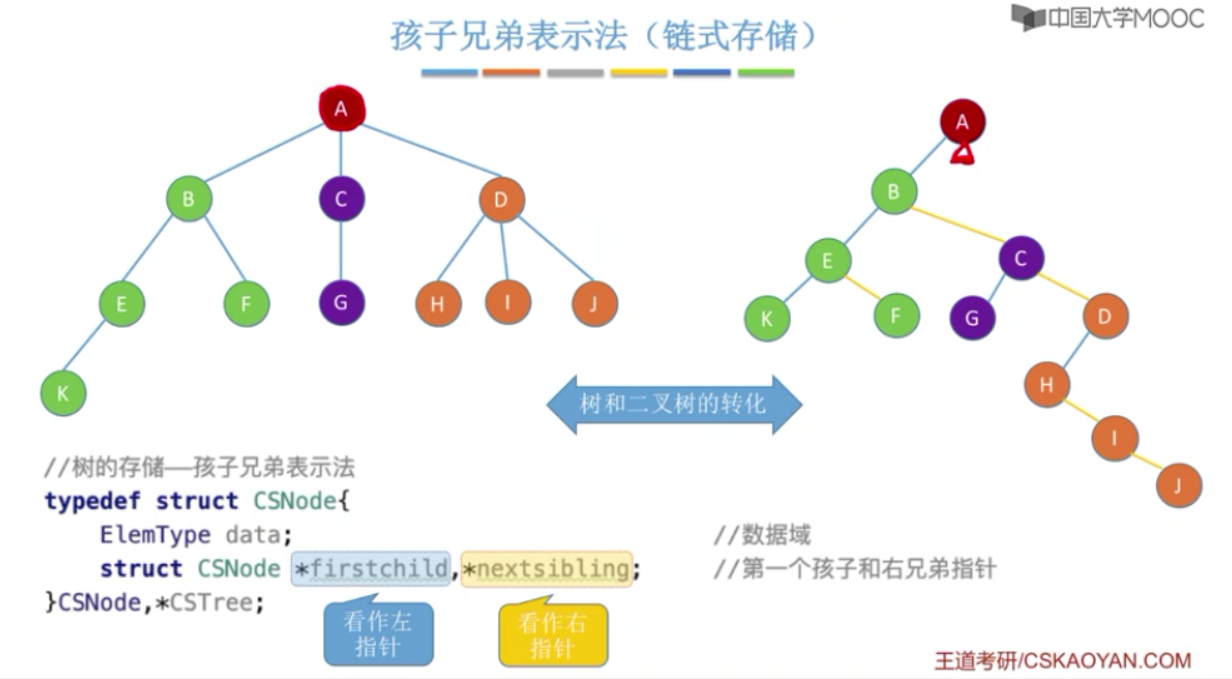 中国大学MOOC
孩子兄弟表示法（链式存储）
A
B
C
D
E
F
G
H
I
J
K
A
B
E
C
K
F
G
D
H
I
J
树和二叉树的转化
//树的存储——孩子兄弟表示法
typedef struct CSNode{
ElemType data; //数据域
struct CSNode *firstchild,*nextsibling; //第一个孩子和右兄弟指针
}CSNode,*CSTree;
看作左
指针
看作右
指针
王道考研/CSKAOYAN.COM